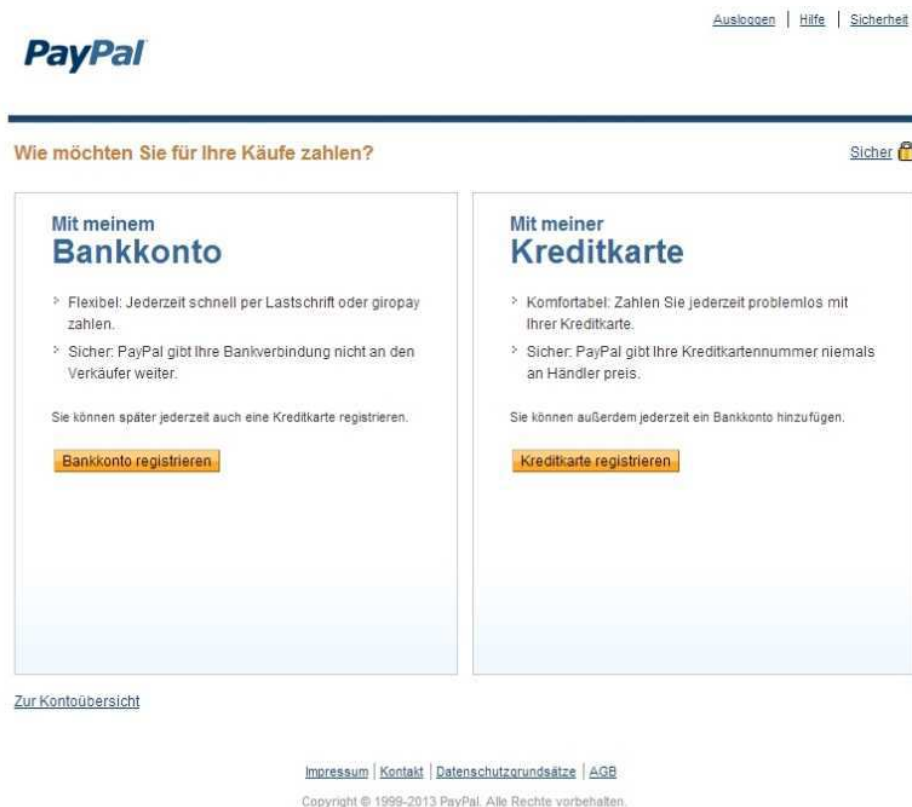 Ausloggen | Hilfe | Sicherheit
PayPal
Wie möchten Sie für Ihre Käufe zahlen?
Sicher
Mit meinem
Bankkonto
Flexibel: Jederzeit schnell per Lastschrift oder giropay
zahlen.
Sicher: PayPal gibt Ihre Bankverbindung nicht an den
Verkäufer weiter.
Sie können später jederzeit auch eine Kreditkarte registrieren.
Bankkonto registrieren
Mit meiner
Kreditkarte
Komfortabel: Zahlen Sie jederzeit problemlos mit
Ihrer Kreditkarte.
Sicher: PayPal gibt Ihre Kreditkartennummer niemals
an Händler preis.
Sie können außerdem jederzeit ein Bankkonto hinzufügen.
Kreditkarte registrieren
Zur Kontoübersicht
Impressum | Kontakt | Datenschutzgrundsätze | AGB
Copyright © 1999-2013 PayPal. Alle Rechte vorbehalten.